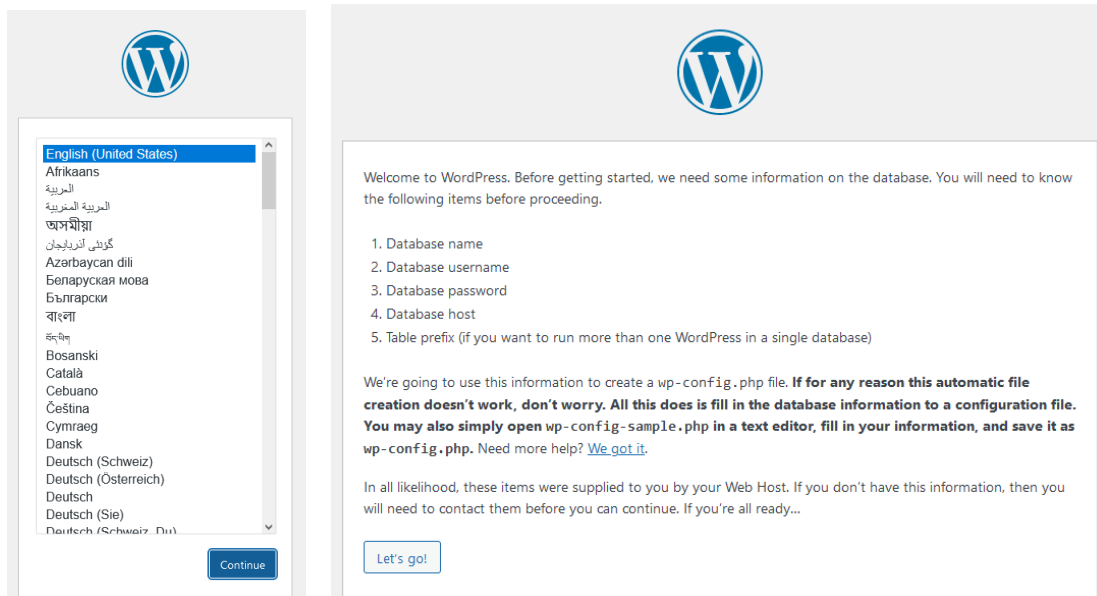 English (United States)
Afrikaans
العربية
العربية المغربية
অসমীয়া
گؤنئی آذربایجان
Azərbaycan dili
Беларуская мова
Български
বাংলা
བོད་ཡིག
Bosanski
Català
Cebuano
Čeština
Cymraeg
Dansk
Deutsch (Schweiz)
Deutsch (Österreich)
Deutsch
Deutsch (Sie)
Deutsch (Schweiz, Du)
Continue
Welcome to WordPress. Before getting started, we need some information on the database. You will need to know
the following items before proceeding.
1. Database name
2. Database username
3. Database password
4. Database host
5. Table prefix (if you want to run more than one WordPress in a single database)
We’re going to use this information to create a wp-config.php file. If for any reason this automatic file
creation doesn’t work, don’t worry. All this does is fill in the database information to a configuration file.
You may also simply open wp-config-sample.php in a text editor, fill in your information, and save it as
wp-config.php. Need more help? We got it.
In all likelihood, these items were supplied to you by your Web Host. If you don’t have this information, then you
will need to contact them before you can continue. If you’re all ready…
Let’s go!